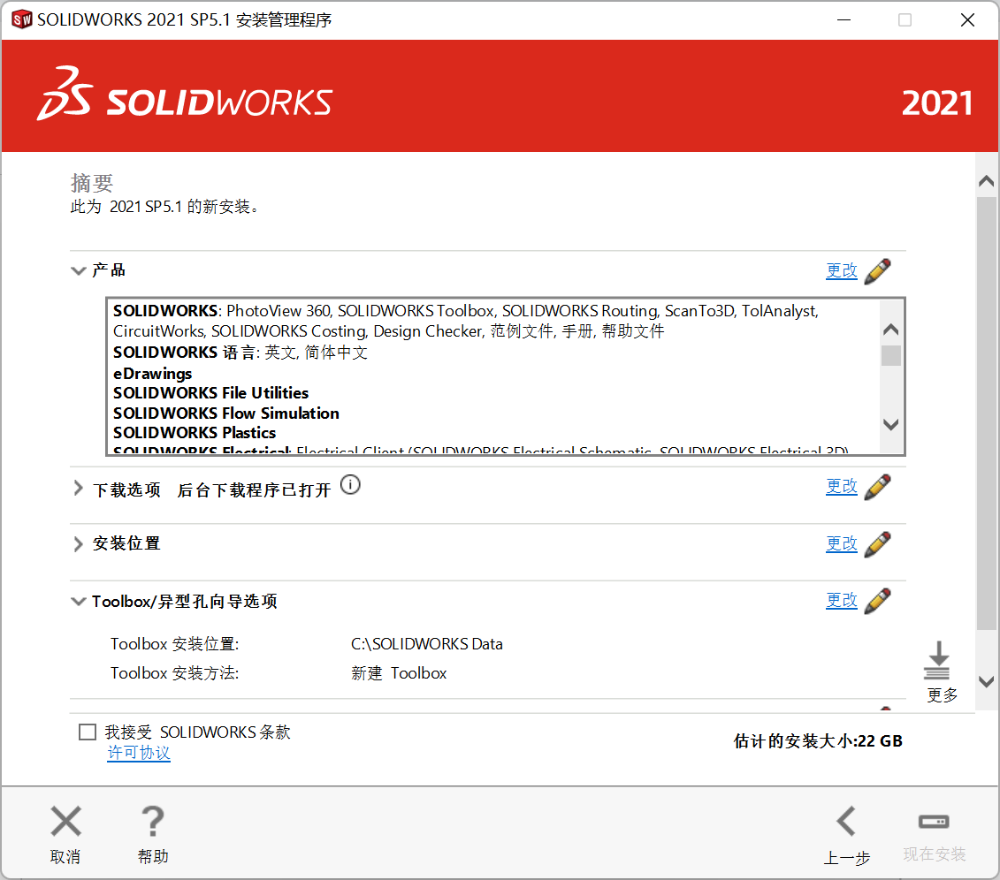 SOLIDWORKS 2021 SP5.1 安装管理程序
SOLIDWORKS
2021
摘要
此为 2021 SP5.1 的新安装。
产品
更改
SOLIDWORKS: PhotoView 360, SOLIDWORKS Toolbox, SOLIDWORKS Routing, ScanTo3D, TolAnalyst,
CircuitWorks, SOLIDWORKS Costing, Design Checker, 范例文件, 手册, 帮助文件
SOLIDWORKS 语言: 英文, 简体中文
eDrawings
SOLIDWORKS File Utilities
SOLIDWORKS Flow Simulation
SOLIDWORKS Plastics
SOLIDWORKS Electrical: Electrical Client (SOLIDWORKS Electrical Schematic, SOLIDWORKS Electrical 3D)
下载选项 后台下载程序已打开
更改
安装位置
更改
Toolbox/异型孔向导选项
更改
Toolbox 安装位置: C:\SOLIDWORKS Data
Toolbox 安装方法: 新建 Toolbox
更多
我接受 SOLIDWORKS 条款
许可协议
估计的安装大小:22 GB
取消
帮助
上一步
现在安装